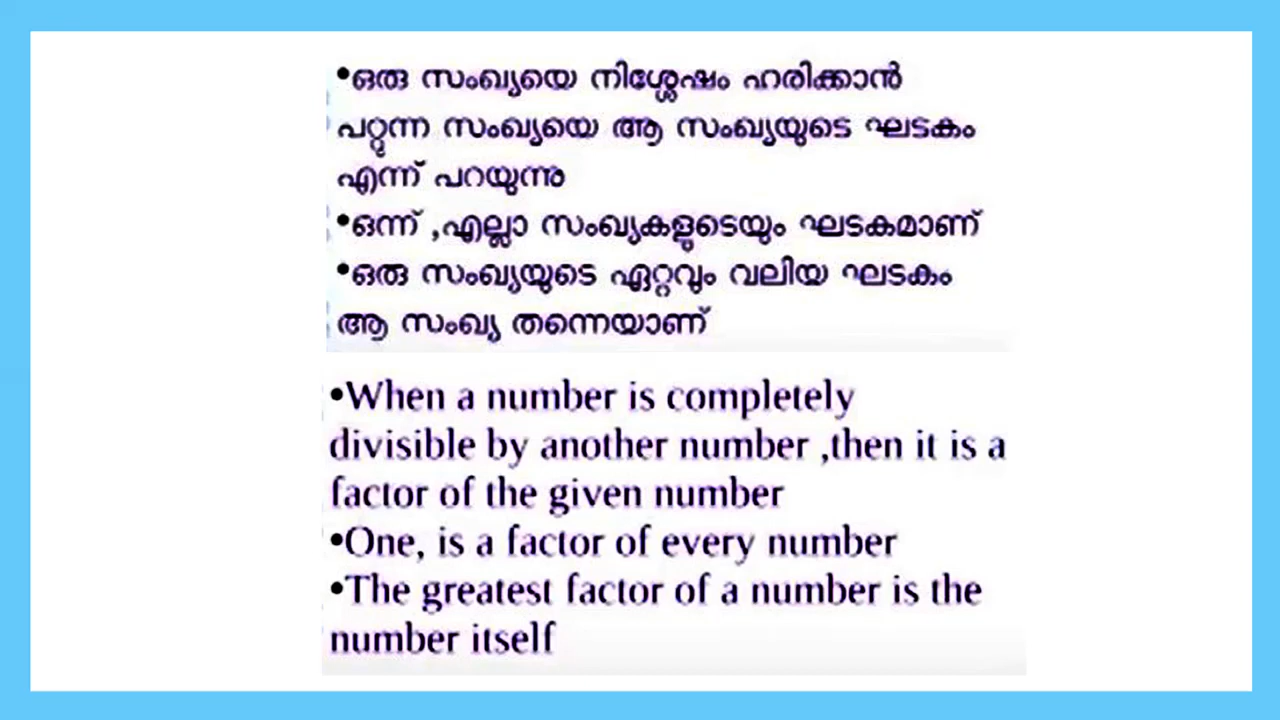 •ഒരു സംഖ്യയെ നിശ്ശേഷം ഹരിക്കാൻ
പറ്റുന്ന സംഖ്യയെ ആ സംഖ്യയുടെ ഘടകം
എന്ന് പറയുന്നു
•ഒന്ന് ,എല്ലാ സംഖ്യകളുടെയും ഘടകമാണ്
•ഒരു സംഖ്യയുടെ ഏറ്റവും വലിയ ഘടകം
ആ സംഖ്യ തന്നെയാണ്
•When a number is completely
divisible by another number ,then it is a
factor of the given number
•One, is a factor of every number
•The greatest factor of a number is the
number itself